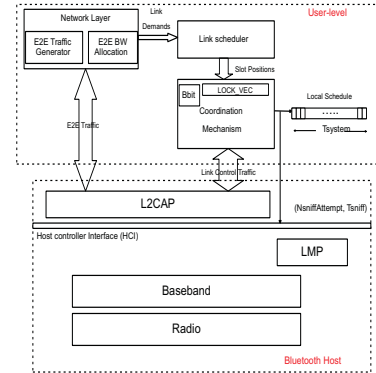 Network Layer
Link
Demands
User-level
E2E Traffic
Generator
E2E BW
Allocation
Link scheduler
Slot Positions
Bbit
LOCK_VEC
Coordination
Mechanism
Local Schedule
.....
Tsystem
E2E Traffic
Link Control Traffic
L2CAP
(NsniffAttempt, Tsniff)
Host controller Interface (HCI)
LMP
Baseband
Radio
Bluetooth Host